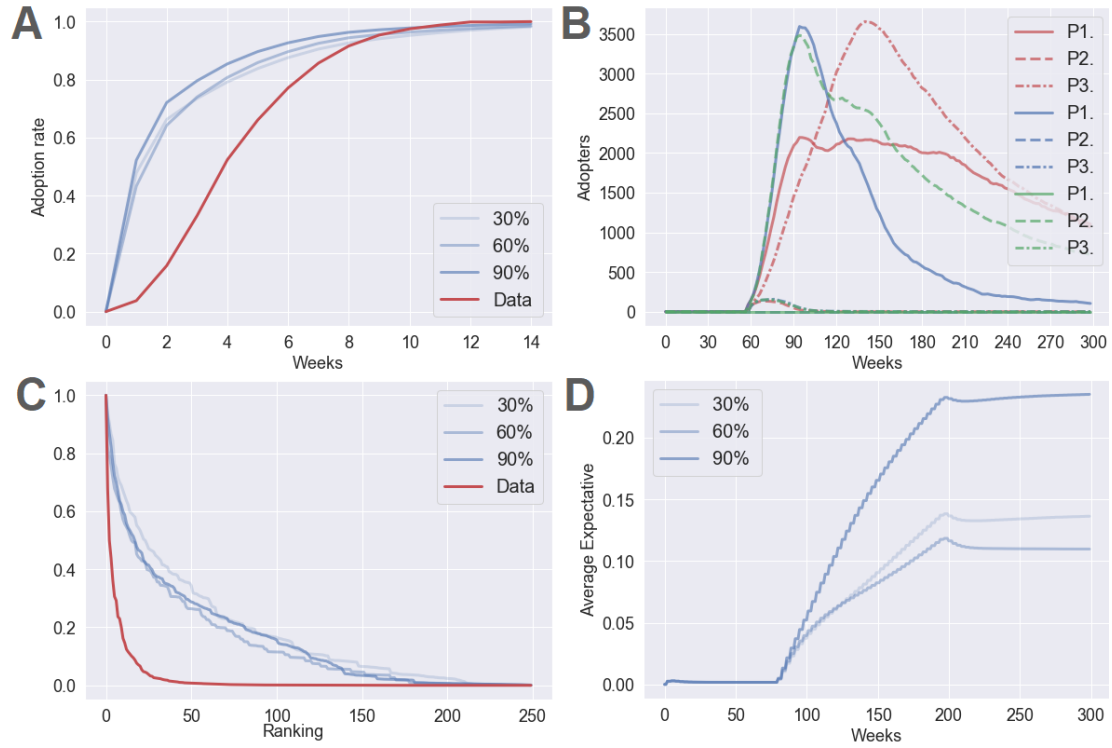 A
1.0
0.8
0.6
0.4
0.2
0.0
Adoption rate
0 2 4 6 8 10 12 14
Weeks
30%
60%
90%
Data
B
3500
3000
2500
2000
1500
1000
500
0
Adopters
0 30 60 90 120 150 180 210 240 270 300
Weeks
P1.
P2.
P3.
P1.
P2.
P3.
P1.
P2.
P3.
C
1.0
0.8
0.6
0.4
0.2
0.0
0 50 100 150 200 250
Ranking
30%
60%
90%
Data
D
0.20
0.15
0.10
0.05
0.00
Average Expectative
0 50 100 150 200 250 300
Weeks
30%
60%
90%